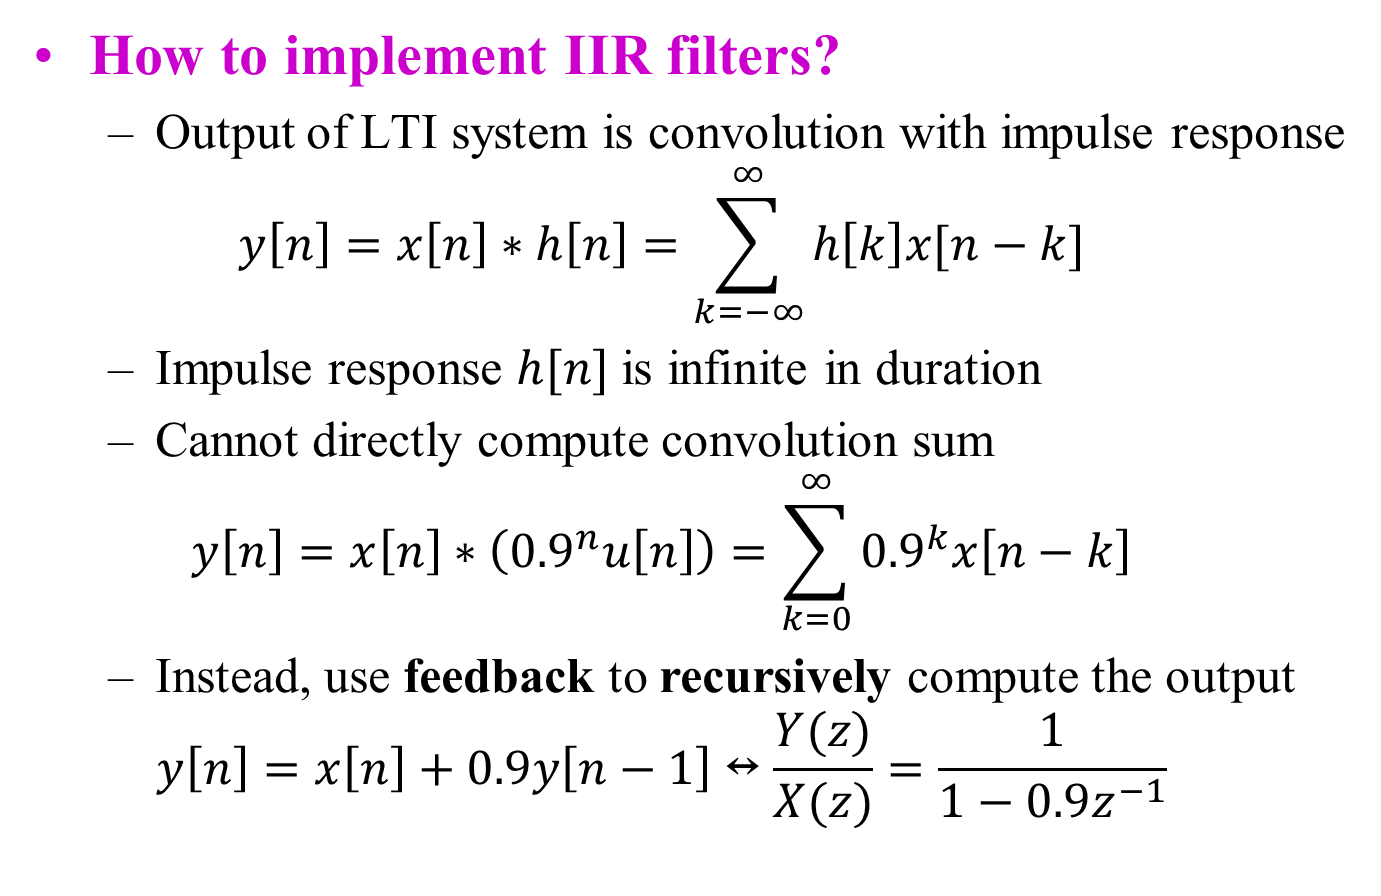 • How to implement IIR filters?
– Output of LTI system is convolution with impulse response
y[n] = x[n] ∗ h[n] = ∑_{k=−∞}^{∞} h[k]x[n − k]
– Impulse response h[n] is infinite in duration
– Cannot directly compute convolution sum
y[n] = x[n] ∗ (0.9ⁿu[n]) = ∑_{k=0}^{∞} 0.9ᵏx[n − k]
– Instead, use feedback to recursively compute the output
y[n] = x[n] + 0.9y[n − 1] ↔ Y(z)/X(z) = 1/(1 − 0.9z⁻¹)